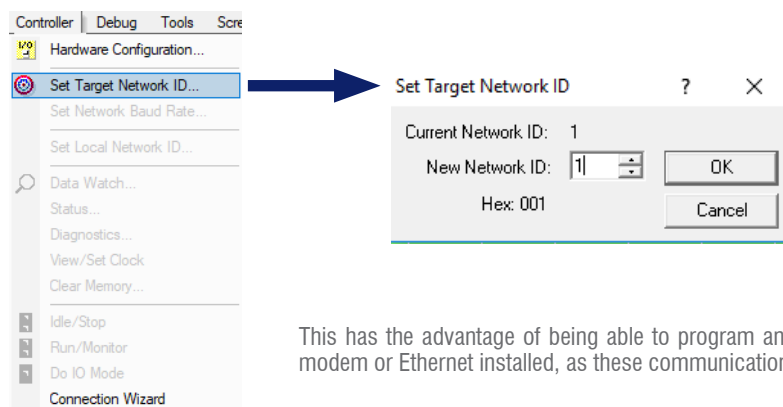 Controller Debug Tools Scre
I/O Hardware Configuration...
Set Target Network ID...
Set Network Baud Rate...
Set Local Network ID...
Data Watch...
Status...
Diagnostics...
View/Set Clock
Clear Memory...
Idle/Stop
Run/Monitor
Do IO Mode
Connection Wizard
Set Target Network ID ?
Current Network ID: 1
New Network ID: 1 OK
Hex: 001 Cancel
This has the advantage of being able to program an
modem or Ethernet installed, as these communication